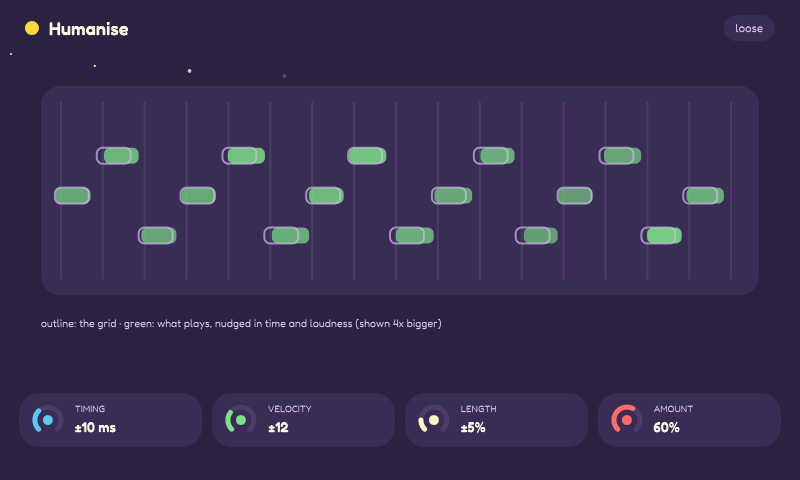 Humanise
loose
outline: the grid · green: what plays, nudged in time and loudness (shown 4x bigger)
TIMING
±10 ms
VELOCITY
±12
LENGTH
±5%
AMOUNT
60%